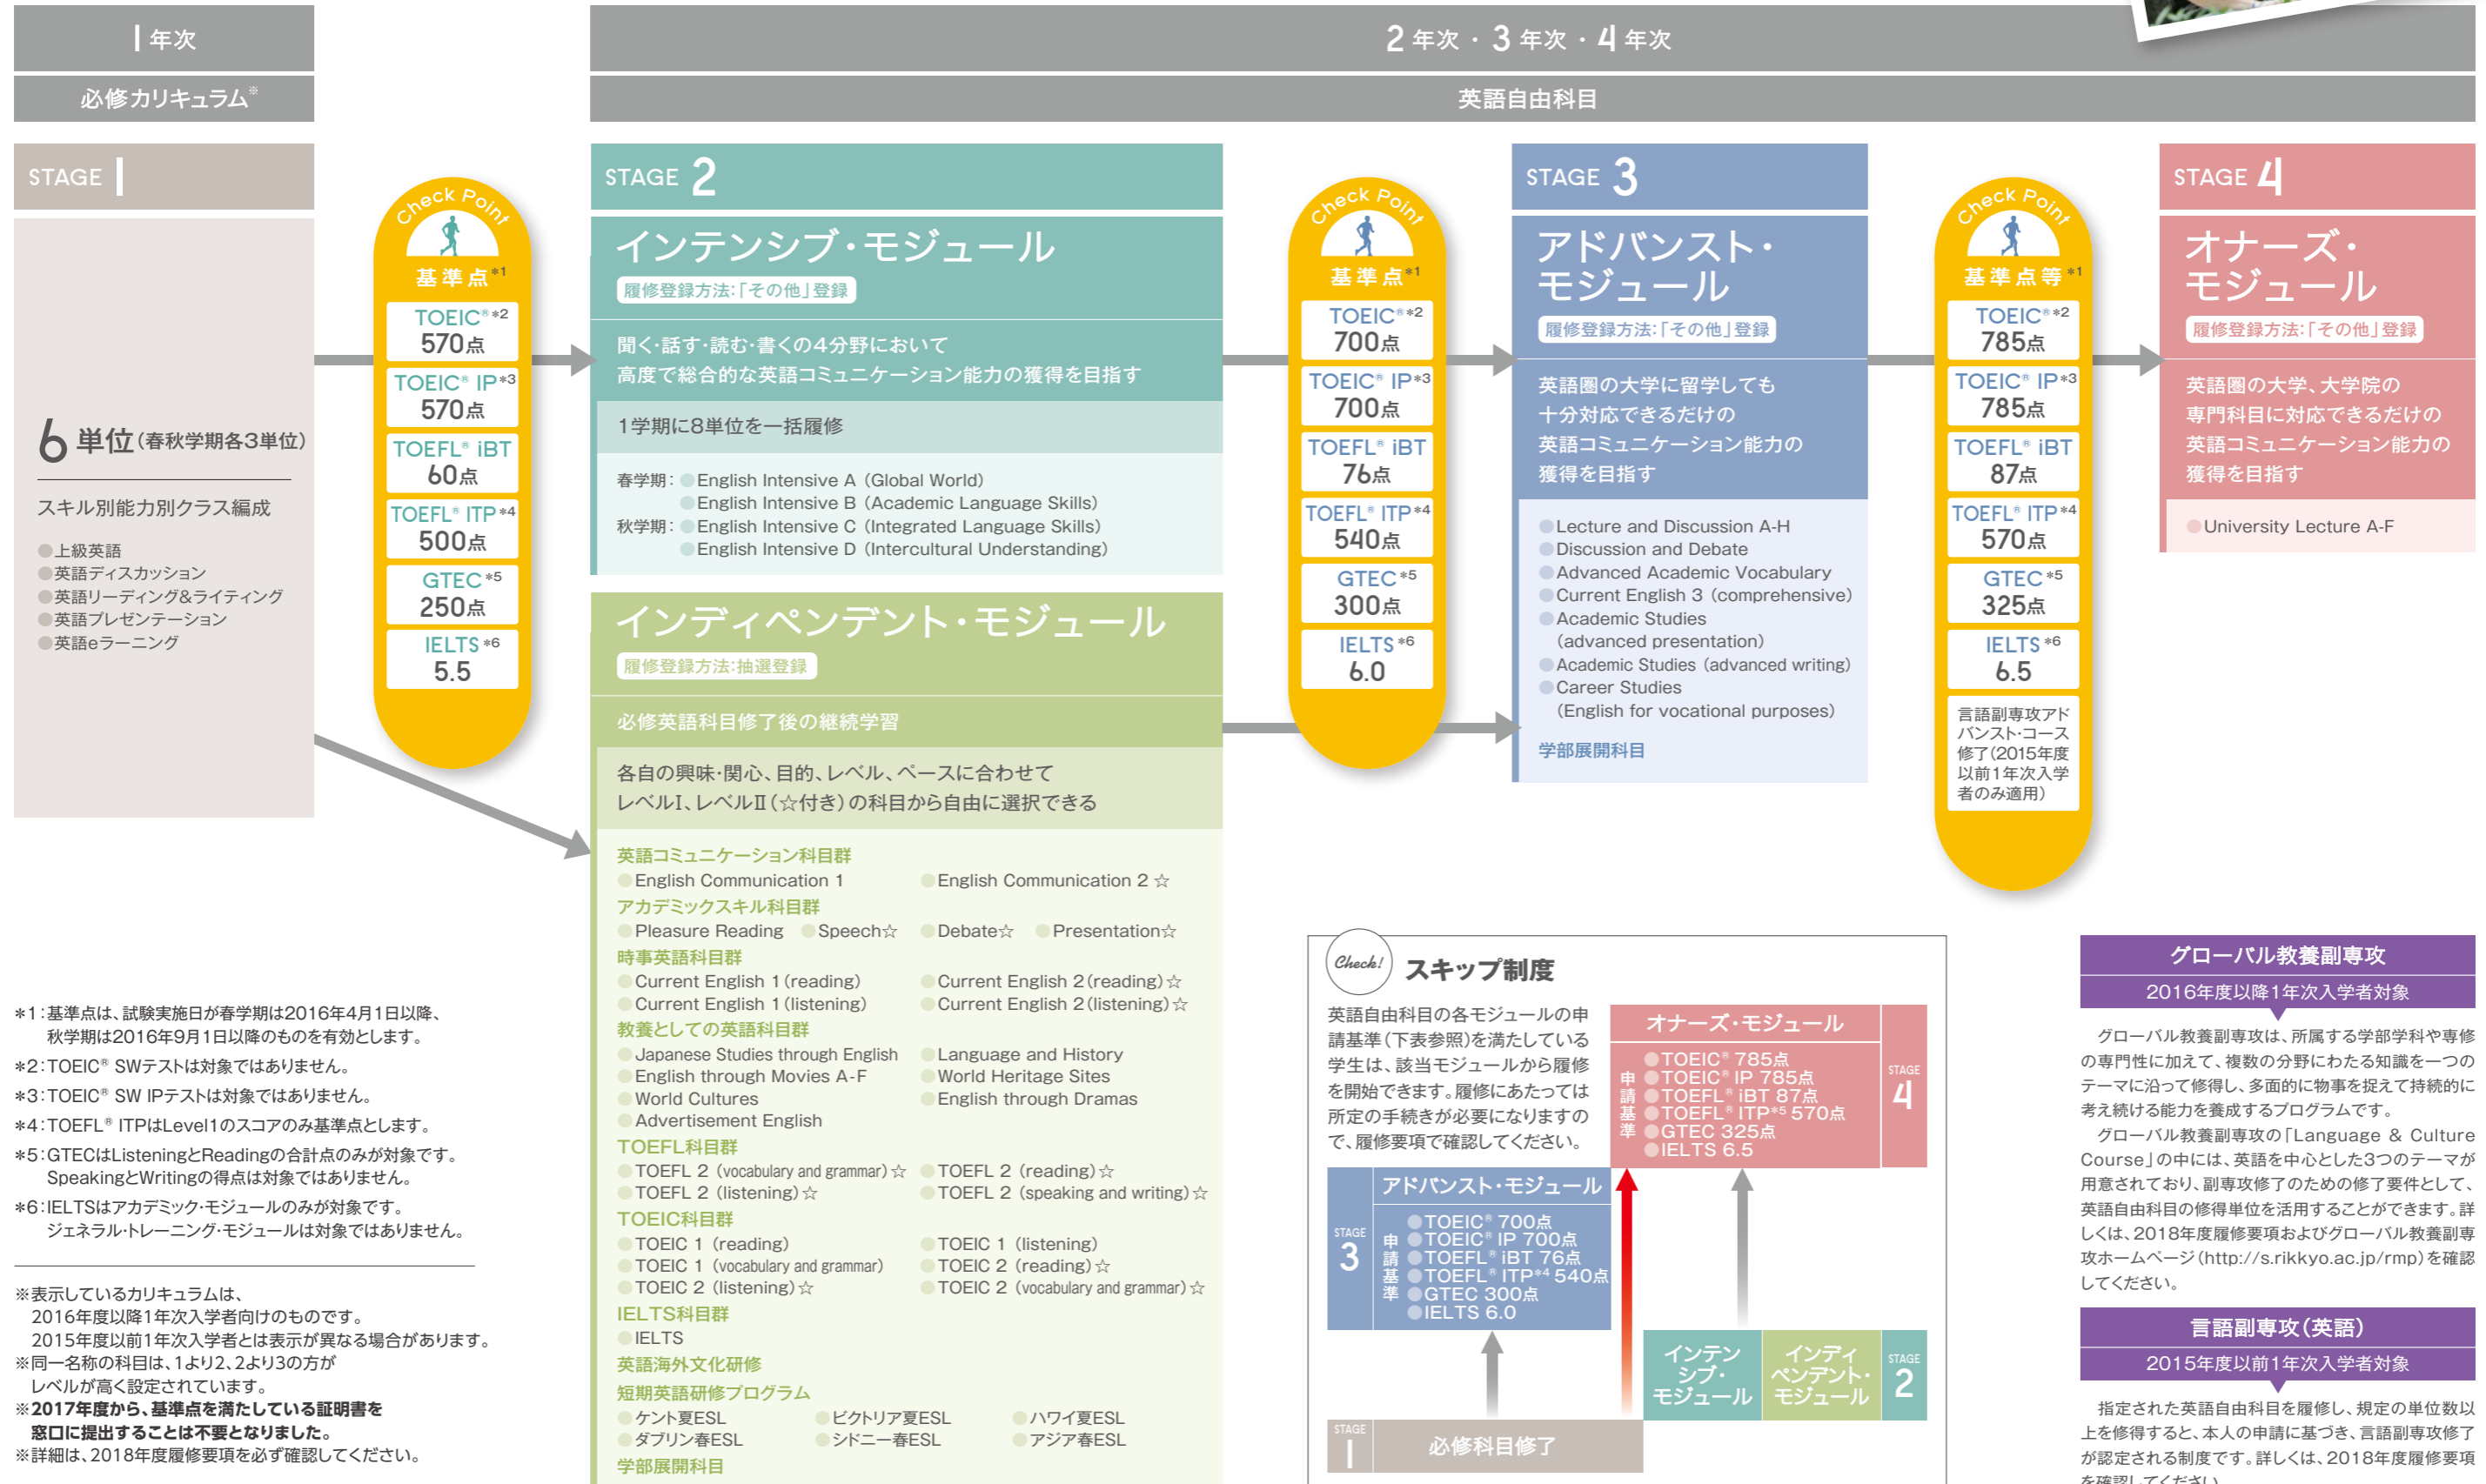 1年次
必修カリキュラム※
2年次・3年次・4年次
英語自由科目
STAGE 1
6単位(春秋学期各3単位)
スキル別能力別クラス編成
●上級英語
●英語ディスカッション
●英語リーディング&ライティング
●英語プレゼンテーション
●英語eラーニング
Check Point
基準点*1
TOEIC®*2
570点
TOEIC® IP*3
570点
TOEFL® iBT
60点
TOEFL® ITP*4
500点
GTEC*5
250点
IELTS*6
5.5
STAGE 2
インテンシブ・モジュール
履修登録方法:「その他」登録
聞く・話す・読む・書くの4分野において
高度で総合的な英語コミュニケーション能力の獲得を目指す
1学期に8単位を一括履修
春学期:●English Intensive A (Global World)
●English Intensive B (Academic Language Skills)
秋学期:●English Intensive C (Integrated Language Skills)
●English Intensive D (Intercultural Understanding)
インディペンデント・モジュール
履修登録方法:抽選登録
必修英語科目修了後の継続学習
各自の興味・関心、目的、レベル、ペースに合わせて
レベルⅠ、レベルⅡ(☆付き)の科目から自由に選択できる
英語コミュニケーション科目群
●English Communication 1 ●English Communication 2 ☆
アカデミックスキル科目群
●Pleasure Reading ●Speech☆ ●Debate☆ ●Presentation☆
時事英語科目群
●Current English 1 (reading) ●Current English 2 (reading)☆
●Current English 1 (listening) ●Current English 2 (listening)☆
教養としての英語科目群
●Japanese Studies through English ●Language and History
●English through Movies A-F ●World Heritage Sites
●World Cultures ●English through Dramas
●Advertisement English
TOEFL科目群
●TOEFL 2 (vocabulary and grammar)☆ ●TOEFL 2 (reading)☆
●TOEFL 2 (listening)☆ ●TOEFL 2 (speaking and writing)☆
TOEIC科目群
●TOEIC 1 (reading) ●TOEIC 1 (listening)
●TOEIC 1 (vocabulary and grammar) ●TOEIC 2 (reading)☆
●TOEIC 2 (listening)☆ ●TOEIC 2 (vocabulary and grammar)☆
IELTS科目群
●IELTS
英語海外文化研修
短期英語研修プログラム
●ケント夏ESL ●ビクトリア夏ESL ●ハワイ夏ESL
●ダブリン春ESL ●シドニー春ESL ●アジア春ESL
学部展開科目
Check Point
基準点*1
TOEIC®*2
700点
TOEIC® IP*3
700点
TOEFL® iBT
76点
TOEFL® ITP*4
540点
GTEC*5
300点
IELTS*6
6.0
STAGE 3
アドバンスト・
モジュール
履修登録方法:「その他」登録
英語圏の大学に留学しても
十分対応できるだけの
英語コミュニケーション能力の
獲得を目指す
●Lecture and Discussion A-H
●Discussion and Debate
●Advanced Academic Vocabulary
●Current English 3 (comprehensive)
●Academic Studies
(advanced presentation)
●Academic Studies (advanced writing)
●Career Studies
(English for vocational purposes)
学部展開科目
Check Point
基準点等*1
TOEIC®*2
785点
TOEIC® IP*3
785点
TOEFL® iBT
87点
TOEFL® ITP*4
570点
GTEC*5
325点
IELTS*6
6.5
言語副専攻アド
バンスト・コース
修了(2015年度
以前1年次入学
者のみ適用)
STAGE 4
オナーズ・
モジュール
履修登録方法:「その他」登録
英語圏の大学、大学院の
専門科目に対応できるだけの
英語コミュニケーション能力の
獲得を目指す
●University Lecture A-F
*1:基準点は、試験実施日が春学期は2016年4月1日以降、
秋学期は2016年9月1日以降のものを有効とします。
*2:TOEIC® SWテストは対象ではありません。
*3:TOEIC® SW IPテストは対象ではありません。
*4:TOEFL® ITPはLevel1のスコアのみ基準点とします。
*5:GTECはListeningとReadingの合計点のみが対象です。
SpeakingとWritingの得点は対象ではありません。
*6:IELTSはアカデミック・モジュールのみが対象です。
ジェネラル・トレーニング・モジュールは対象ではありません。
※表示しているカリキュラムは、
2016年度以降1年次入学者向けのものです。
2015年度以前1年次入学者とは表示が異なる場合があります。
※同一名称の科目は、1より2、2より3の方が
レベルが高く設定されています。
※2017年度から、基準点を満たしている証明書を
窓口に提出することは不要となりました。
※詳細は、2018年度履修要項を必ず確認してください。
Check!
スキップ制度
英語自由科目の各モジュールの申
請基準(下表参照)を満たしている
学生は、該当モジュールから履修
を開始できます。履修にあたっては
所定の手続きが必要になりますの
で、履修要項で確認してください。
オナーズ・モジュール
申請基準
●TOEIC® 785点
●TOEIC® IP 785点
●TOEFL® iBT 87点
●TOEFL® ITP*5 570点
●GTEC 325点
●IELTS 6.5
STAGE 4
アドバンスト・モジュール
STAGE 3
申請基準
●TOEIC® 700点
●TOEIC® IP 700点
●TOEFL® iBT 76点
●TOEFL® ITP*4 540点
●GTEC 300点
●IELTS 6.0
インテン
シブ・
モジュール
インディ
ペンデント・
モジュール
STAGE 2
STAGE 1
必修科目修了
グローバル教養副専攻
2016年度以降1年次入学者対象
グローバル教養副専攻は、所属する学部学科や専修
の専門性に加えて、複数の分野にわたる知識を一つの
テーマに沿って修得し、多面的に物事を捉えて持続的に
考え続ける能力を養成するプログラムです。
グローバル教養副専攻の「Language & Culture
Course」の中には、英語を中心とした3つのテーマが
用意されており、副専攻修了のための修了要件として、
英語自由科目の修得単位を活用することができます。詳
しくは、2018年度履修要項およびグローバル教養副専
攻ホームページ(http://s.rikkyo.ac.jp/rmp)を確認
してください。
言語副専攻(英語)
2015年度以前1年次入学者対象
指定された英語自由科目を履修し、規定の単位数以
上を修得すると、本人の申請に基づき、言語副専攻修了
が認定される制度です。詳しくは、2018年度履修要項
を確認してください。